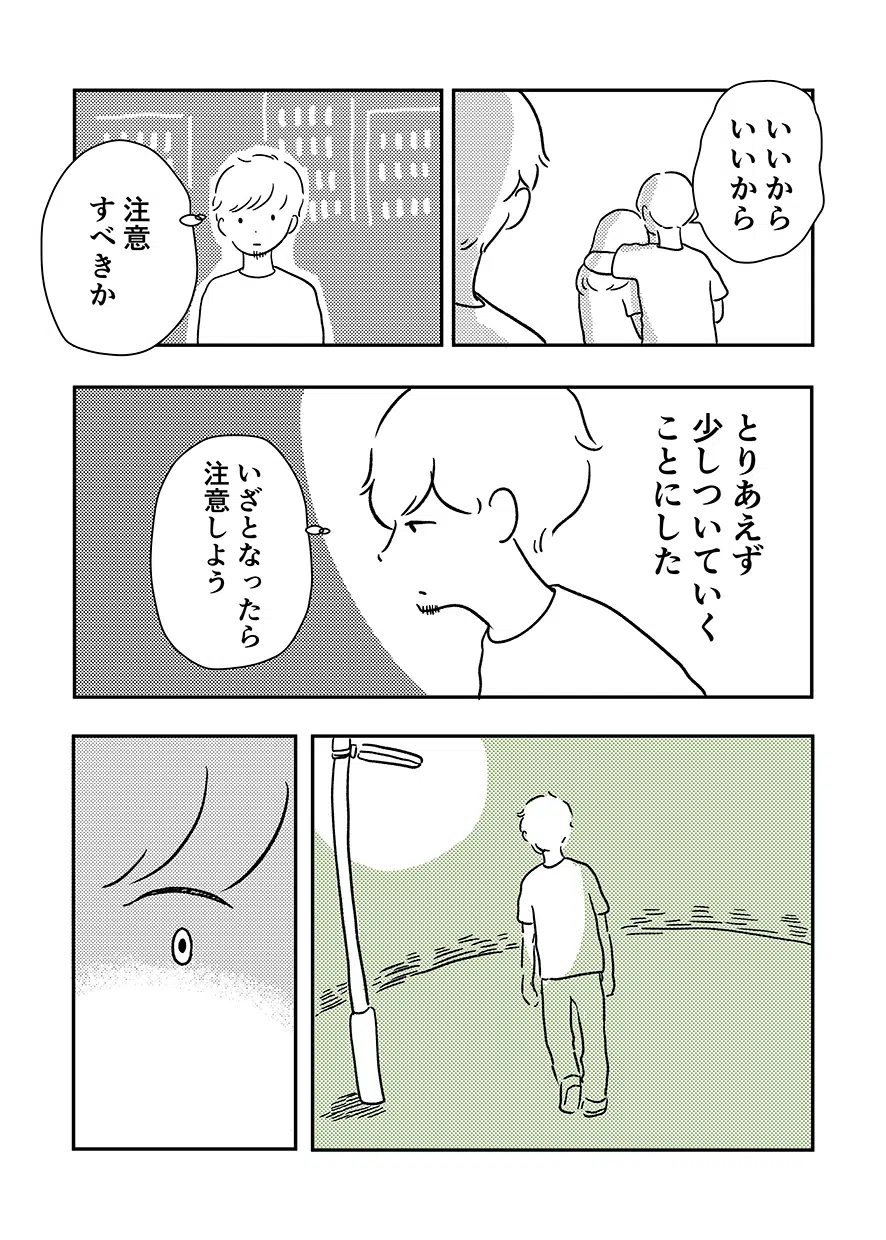 いいから
いいから
注意
すべきか
とりあえず
少しついていく
ことにした
いざとなったら
注意しよう